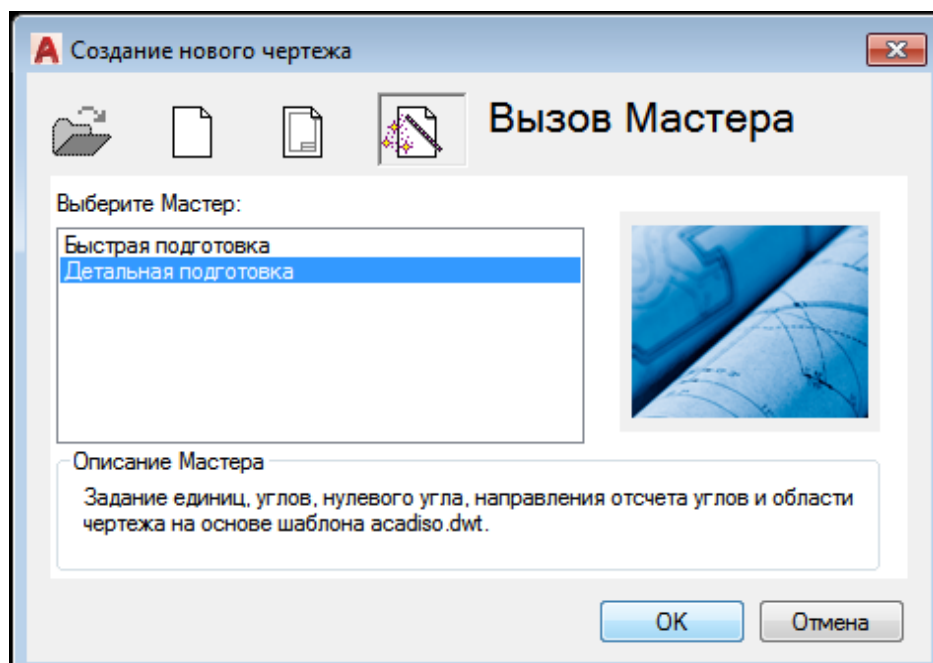 Создание нового чертежа
Вызов Мастера
Выберите Мастер:
Быстрая подготовка
Детальная подготовка
Описание Мастера
Задание единиц, углов, нулевого угла, направления отсчета углов и области
чертежа на основе шаблона acadiso.dwt.
OK
Отмена